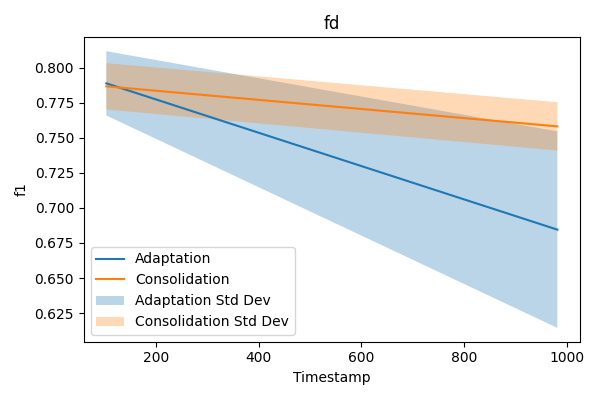 fd
f1
0.800
0.775
0.750
0.725
0.700
0.675
0.650
0.625
Adaptation
Consolidation
Adaptation Std Dev
Consolidation Std Dev
200
400
600
800
1000
Timestamp